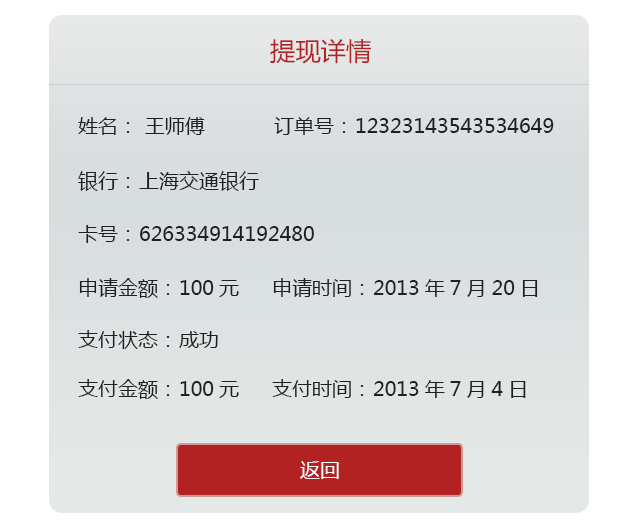 提现详情
姓名： 王师傅 订单号：12323143543534649
银行：上海交通银行
卡号：626334914192480
申请金额：100 元 申请时间：2013 年 7 月 20 日
支付状态：成功
支付金额：100 元 支付时间：2013 年 7 月 4 日
返回